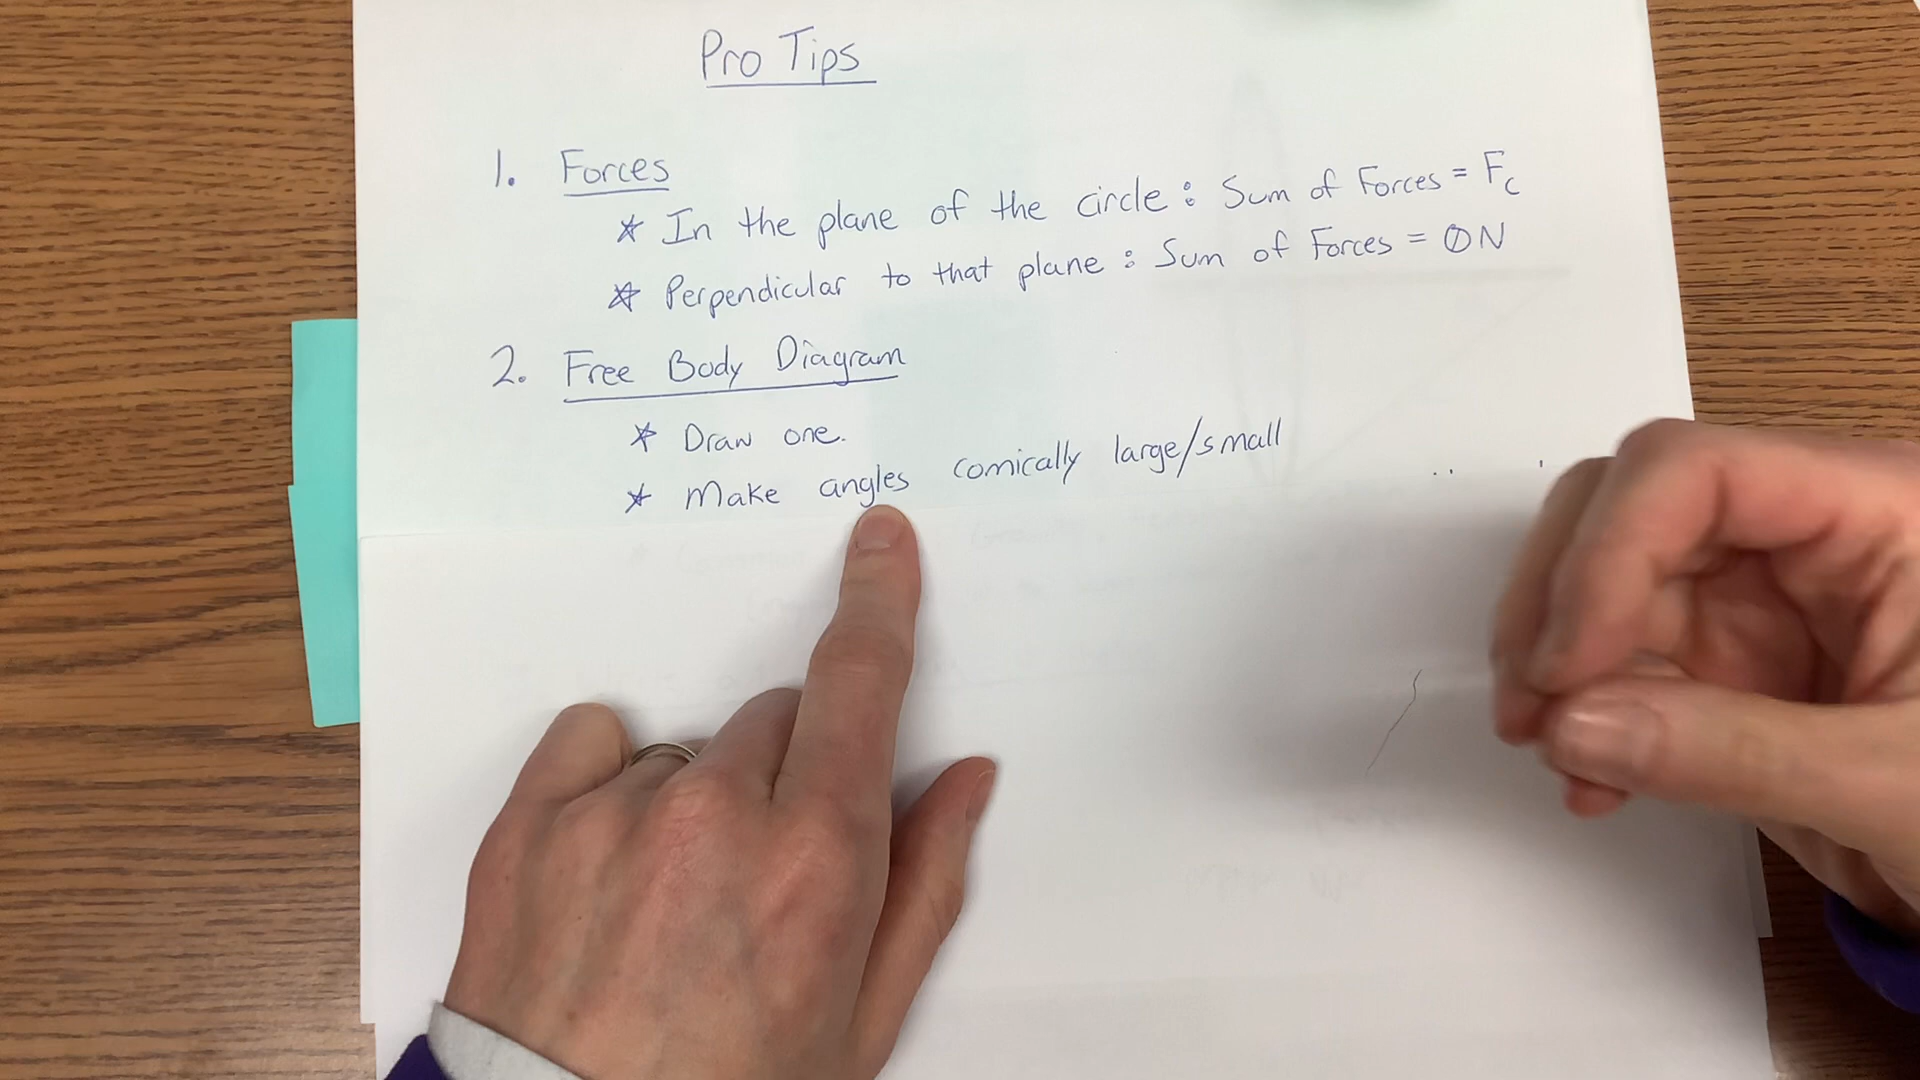 Pro Tips
1. Forces
* In the plane of the circle: Sum of Forces = Fc
* Perpendicular to that plane: Sum of Forces = 0 N
2. Free Body Diagram
* Draw one.
* Make angles comically large/small